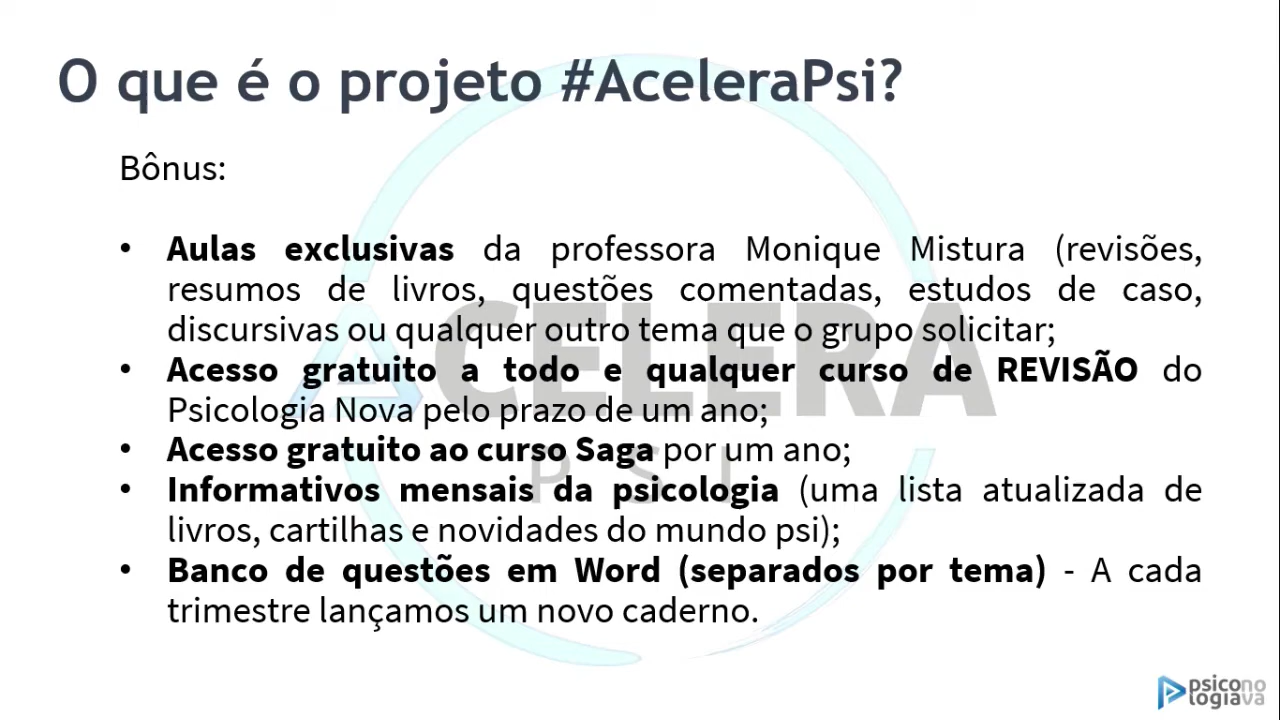 O que é o projeto #AceleraPsi?
Bônus:
• Aulas exclusivas da professora Monique Mistura (revisões,
resumos de livros, questões comentadas, estudos de caso,
discursivas ou qualquer outro tema que o grupo solicitar;
• Acesso gratuito a todo e qualquer curso de REVISÃO do
Psicologia Nova pelo prazo de um ano;
• Acesso gratuito ao curso Saga por um ano;
• Informativos mensais da psicologia (uma lista atualizada de
livros, cartilhas e novidades do mundo psi);
• Banco de questões em Word (separados por tema) - A cada
trimestre lançamos um novo caderno.
ACELERA
PSI
psicono
logiava